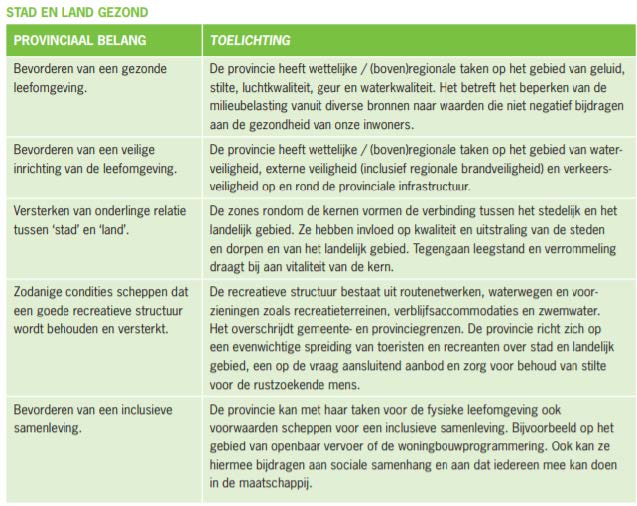 STAD EN LAND GEZOND
PROVINCIAAL BELANG
TOELICHTING
Bevorderen van een gezonde
leefomgeving.
De provincie heeft wettelijke / (boven)regionale taken op het gebied van geluid,
stilte, luchtkwaliteit, geur en waterkwaliteit. Het betreft het beperken van de
milieubelasting vanuit diverse bronnen naar waarden die niet negatief bijdragen
aan de gezondheid van onze inwoners.
Bevorderen van een veilige
inrichting van de leefomgeving.
De provincie heeft wettelijke / (boven)regionale taken op het gebied van water-
veiligheid, externe veiligheid (inclusief regionale brandveiligheid) en verkeers-
veiligheid op en rond de provinciale infrastructuur.
Versterken van onderlinge relatie
tussen ‘stad’ en ‘land’.
De zones rondom de kernen vormen de verbinding tussen het stedelijk en het
landelijk gebied. Ze hebben invloed op kwaliteit en uitstraling van de steden
en dorpen en van het landelijk gebied. Tegengaan leegstand en verrommeling
draagt bij aan vitaliteit van de kern.
Zodanige condities scheppen dat
een goede recreatieve structuur
wordt behouden en versterkt.
De recreatieve structuur bestaat uit routenetwerken, waterwegen en voor-
zieningen zoals recreatieterreinen, verblijfsaccommodaties en zwemwater.
Het overschrijdt gemeente- en provinciegrenzen. De provincie richt zich op
een evenwichtige spreiding van toeristen en recreanten over stad en landelijk
gebied, een op de vraag aansluitend aanbod en zorg voor behoud van stilte
voor de rustzoekende mens.
Bevorderen van een inclusieve
samenleving.
De provincie kan met haar taken voor de fysieke leefomgeving ook
voorwaarden scheppen voor een inclusieve samenleving. Bijvoorbeeld op het
gebied van openbaar vervoer of de woningbouwprogrammering. Ook kan ze
hiermee bijdragen aan sociale samenhang en aan dat iedereen mee kan doen
in de maatschappij.